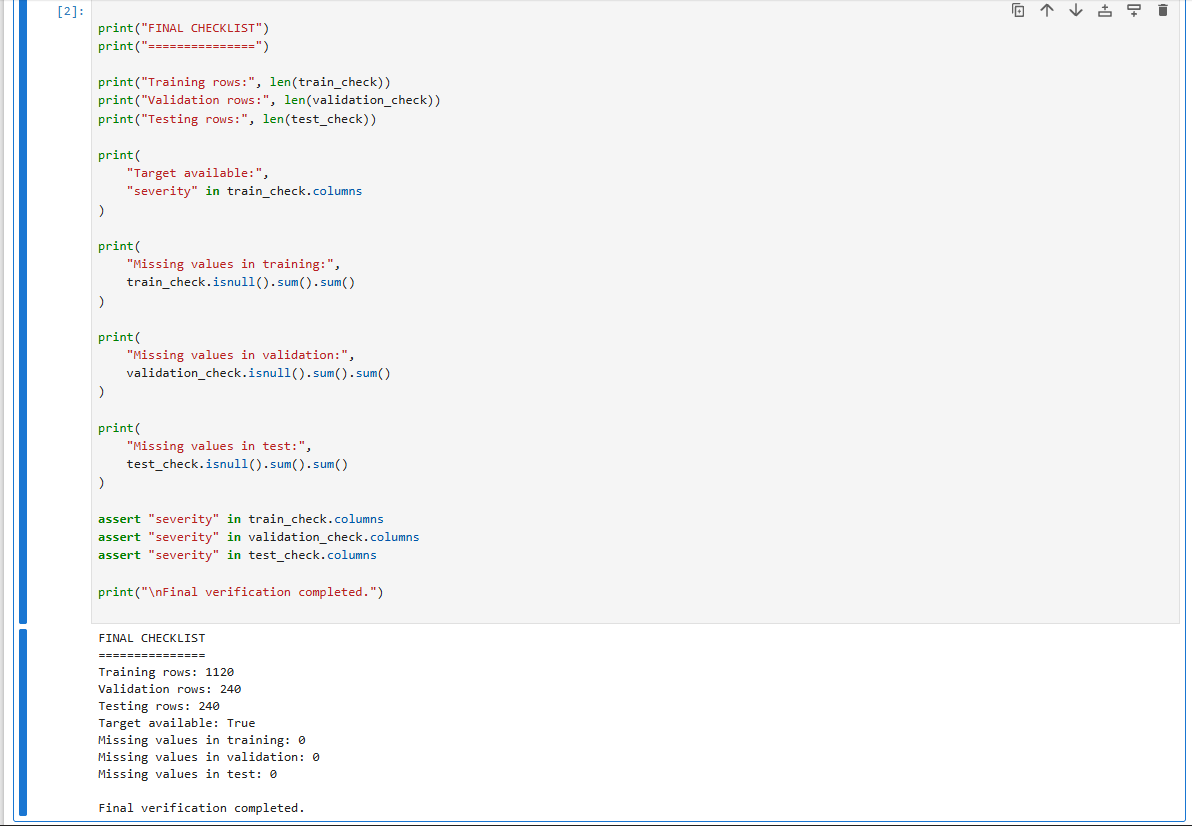 [2]:
print("FINAL CHECKLIST")
print("===============")
print("Training rows:", len(train_check))
print("Validation rows:", len(validation_check))
print("Testing rows:", len(test_check))
print(
    "Target available:",
    "severity" in train_check.columns
)
print(
    "Missing values in training:",
    train_check.isnull().sum().sum()
)
print(
    "Missing values in validation:",
    validation_check.isnull().sum().sum()
)
print(
    "Missing values in test:",
    test_check.isnull().sum().sum()
)
assert "severity" in train_check.columns
assert "severity" in validation_check.columns
assert "severity" in test_check.columns
print("\nFinal verification completed.")
FINAL CHECKLIST
===============
Training rows: 1120
Validation rows: 240
Testing rows: 240
Target available: True
Missing values in training: 0
Missing values in validation: 0
Missing values in test: 0
Final verification completed.